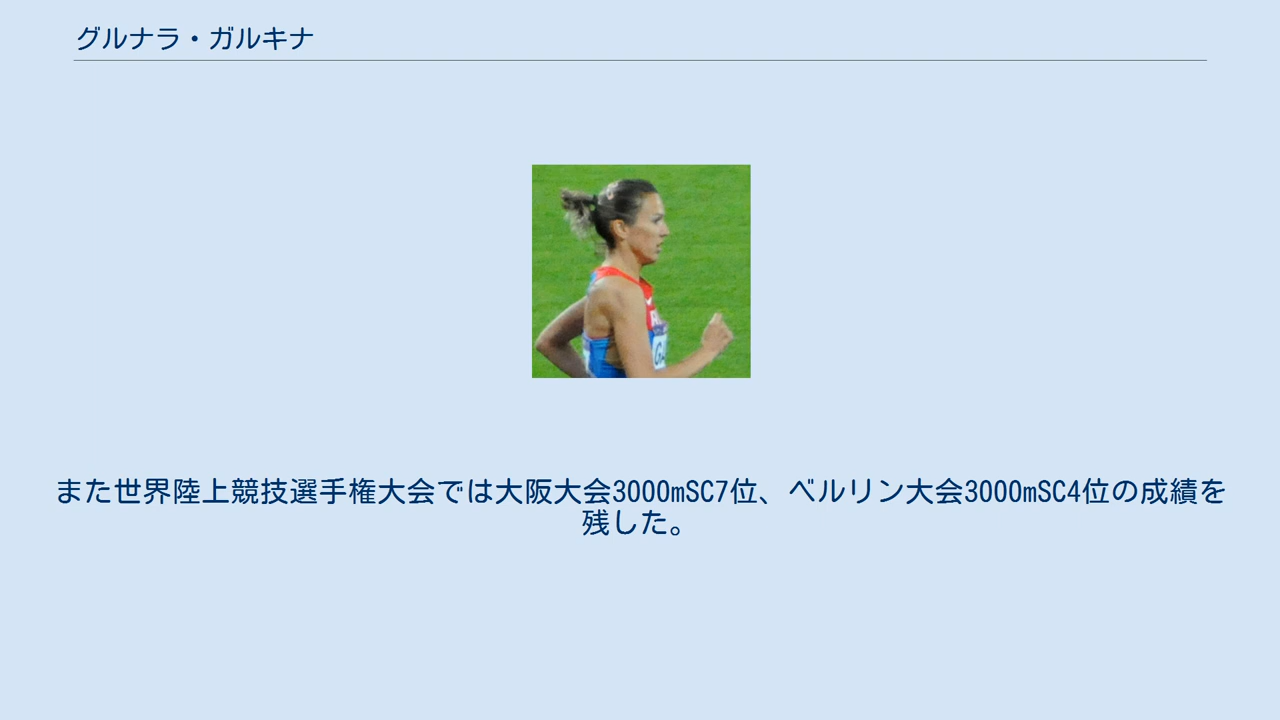 グルナラ・ガルキナ
また世界陸上競技選手権大会では大阪大会3000mSC7位、ベルリン大会3000mSC4位の成績を
残した。